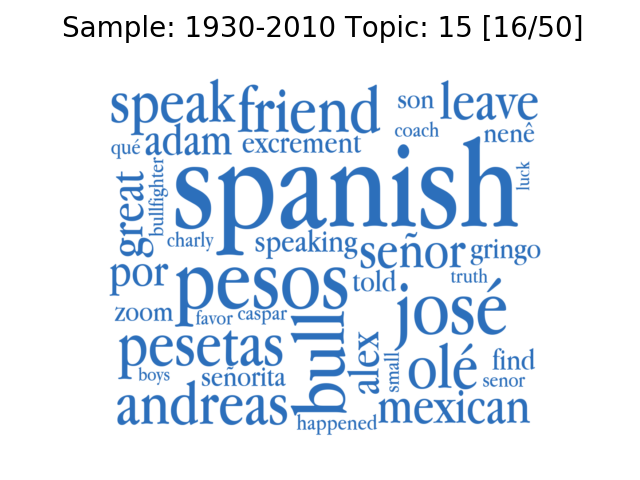 Sample: 1930-2010 Topic: 15 [16/50]
speak friend son leave
coach nenê
qué adam excrement
great bullfighter spanish luck
charly speaking señor gringo
por pesos told truth
zoom favor caspar josé
pesetas bull alex small olé find
boys señorita senor
andreas happened mexican